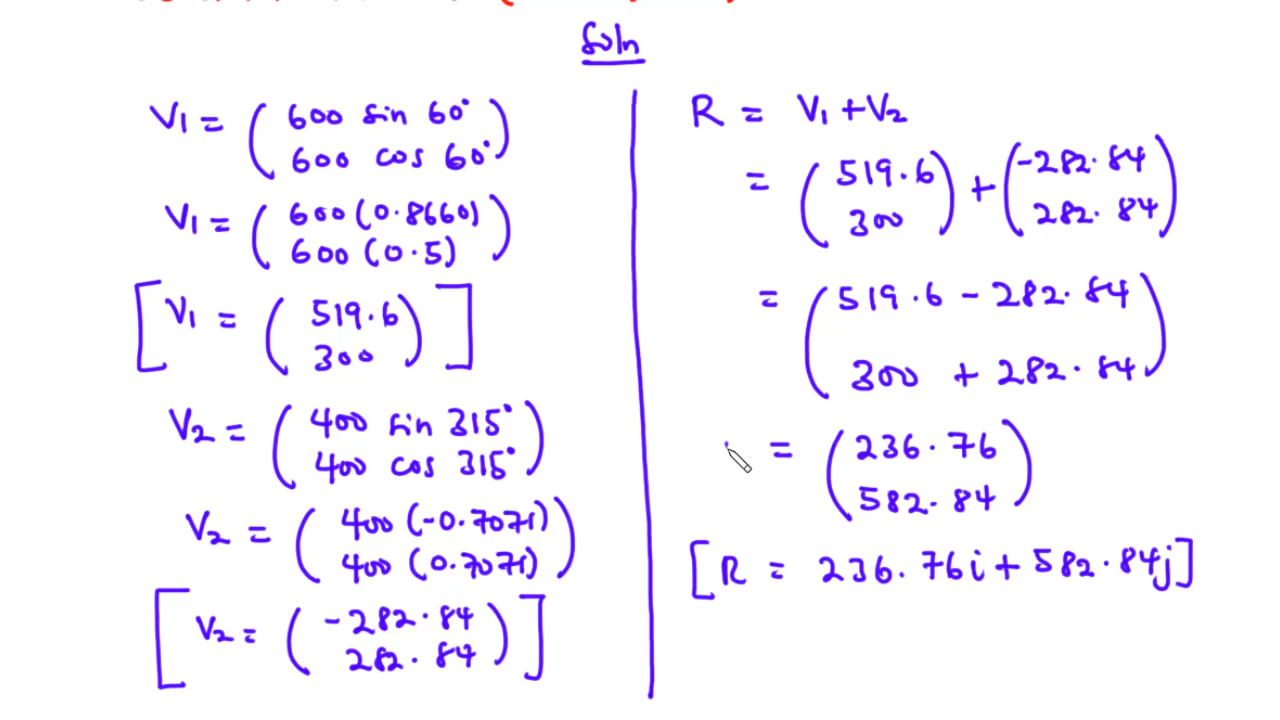 Soln
V1 = ( 600 sin 60°
600 cos 60° )
V1 = ( 600 (0.8660)
600 (0.5) )
[ V1 = ( 519.6
300 ) ]
V2 = ( 400 sin 315°
400 cos 315° )
V2 = ( 400 (-0.7071)
400 (0.7071) )
[ V2 = ( -282.84
282.84 ) ]
R = V1 + V2
= ( 519.6
300 ) + ( -282.84
282.84 )
= ( 519.6 - 282.84
300 + 282.84 )
= ( 236.76
582.84 )
[ R = 236.76i + 582.84j ]